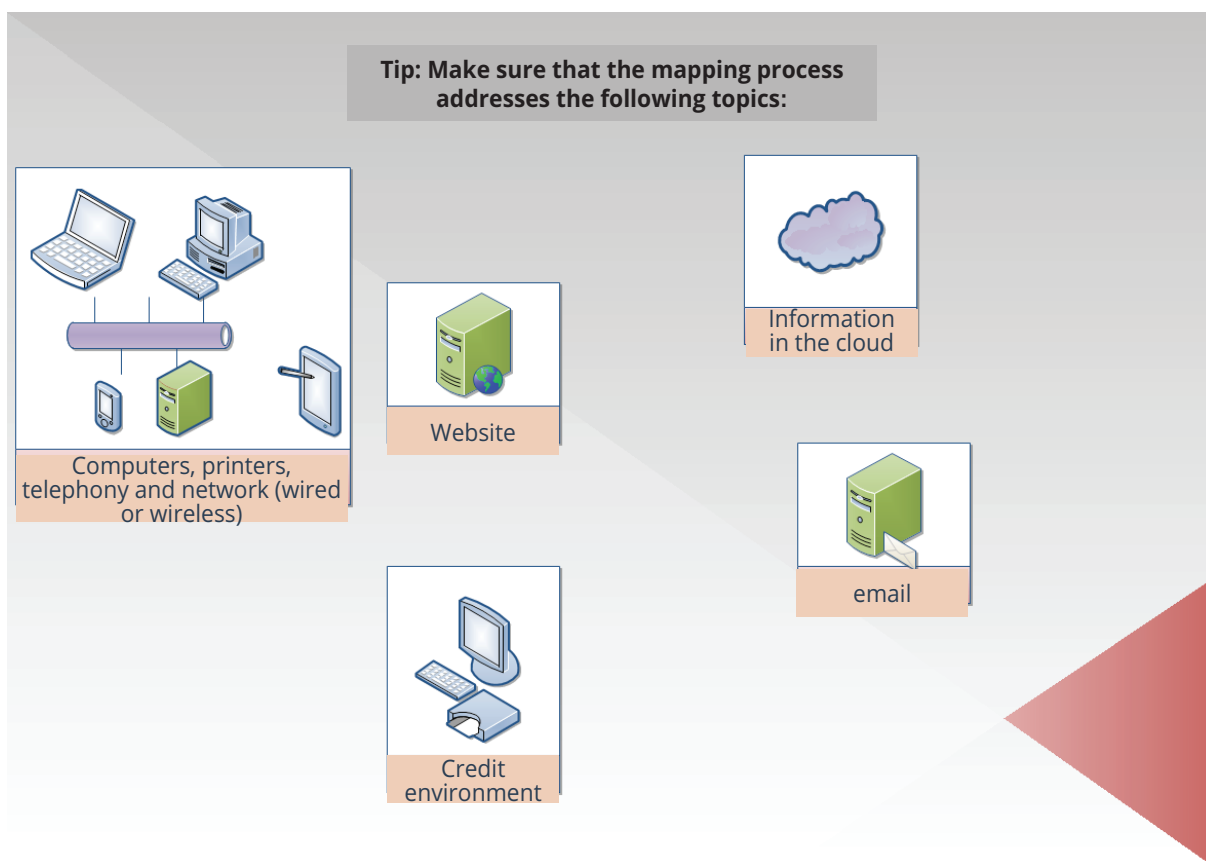 Tip: Make sure that the mapping process
addresses the following topics:
Computers, printers,
telephony and network (wired
or wireless)
Website
Information
in the cloud
email
Credit
environment